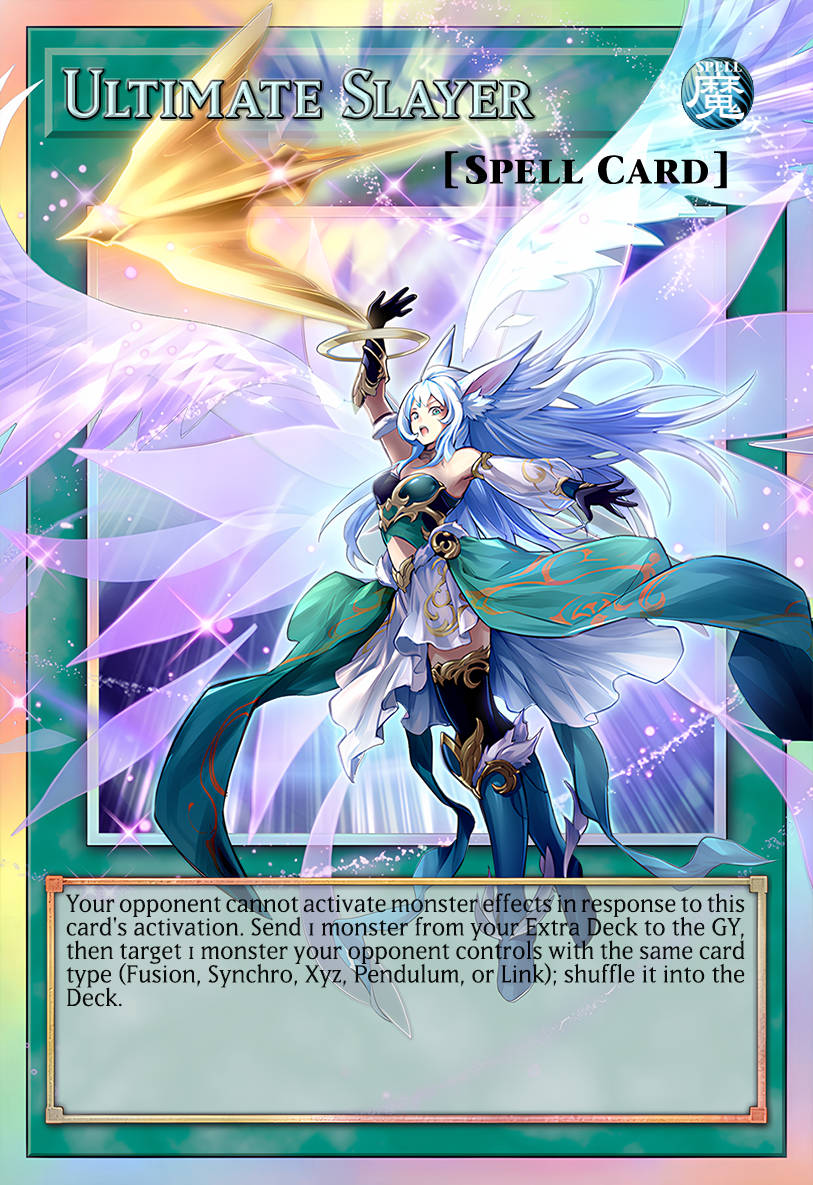 Ultimate Slayer
SPELL
魔
[Spell Card]
Your opponent cannot activate monster effects in response to this
card's activation. Send 1 monster from your Extra Deck to the GY,
then target 1 monster your opponent controls with the same card
type (Fusion, Synchro, Xyz, Pendulum, or Link); shuffle it into the
Deck.